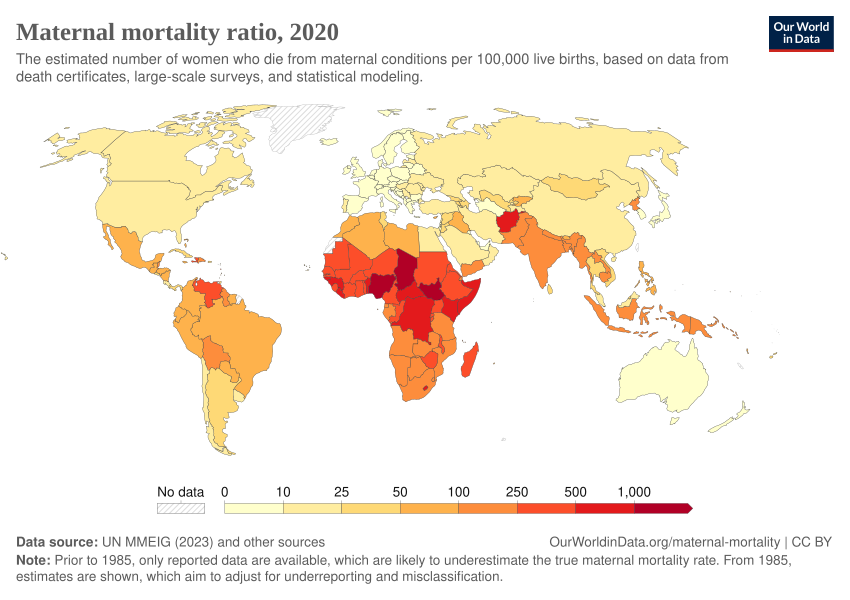 Maternal mortality ratio, 2020
Our World
in Data
The estimated number of women who die from maternal conditions per 100,000 live births, based on data from
death certificates, large-scale surveys, and statistical modeling.
No data 0 10 25 50 100 250 500 1,000
Data source: UN MMEIG (2023) and other sources
OurWorldinData.org/maternal-mortality | CC BY
Note: Prior to 1985, only reported data are available, which are likely to underestimate the true maternal mortality rate. From 1985,
estimates are shown, which aim to adjust for underreporting and misclassification.